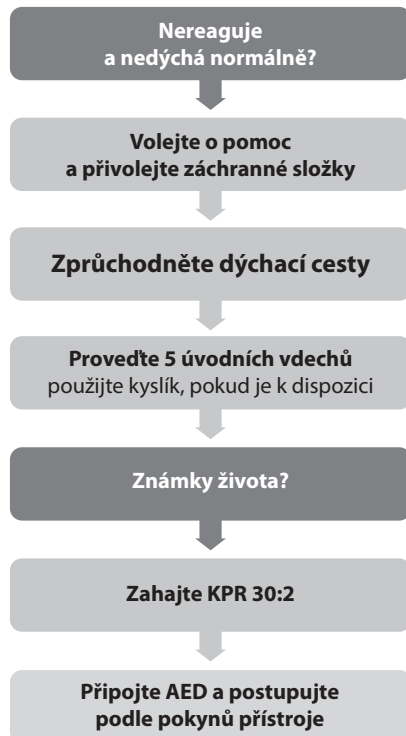 Nereaguje
a nedýchá normálně?
Volejte o pomoc
a přivolejte záchranné složky
Zprůchodněte dýchací cesty
Proveďte 5 úvodních vdechů
použijte kyslík, pokud je k dispozici
Známky života?
Zahajte KPR 30:2
Připojte AED a postupujte
podle pokynů přístroje